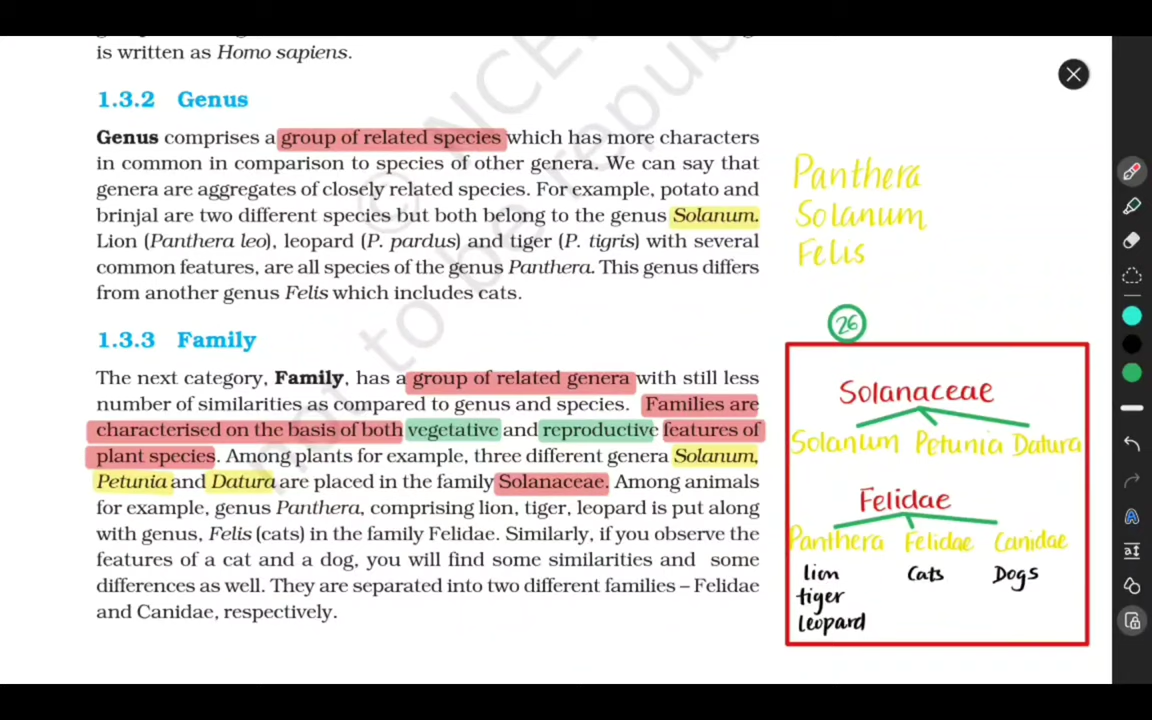 is written as Homo sapiens.
1.3.2 Genus
Genus comprises a group of related species which has more characters
in common in comparison to species of other genera. We can say that
genera are aggregates of closely related species. For example, potato and
brinjal are two different species but both belong to the genus Solanum.
Lion (Panthera leo), leopard (P. pardus) and tiger (P. tigris) with several
common features, are all species of the genus Panthera. This genus differs
from another genus Felis which includes cats.
1.3.3 Family
The next category, Family, has a group of related genera with still less
number of similarities as compared to genus and species. Families are
characterised on the basis of both vegetative and reproductive features of
plant species. Among plants for example, three different genera Solanum,
Petunia and Datura are placed in the family Solanaceae. Among animals
for example, genus Panthera, comprising lion, tiger, leopard is put along
with genus, Felis (cats) in the family Felidae. Similarly, if you observe the
features of a cat and a dog, you will find some similarities and some
differences as well. They are separated into two different families – Felidae
and Canidae, respectively.
© NCE
not to be repub
Panthera
Solanum
Felis
26
Solanaceae
Solanum Petunia Datura
Felidae
Panthera Felidae Canidae
lion Cats Dogs
tiger
leopard